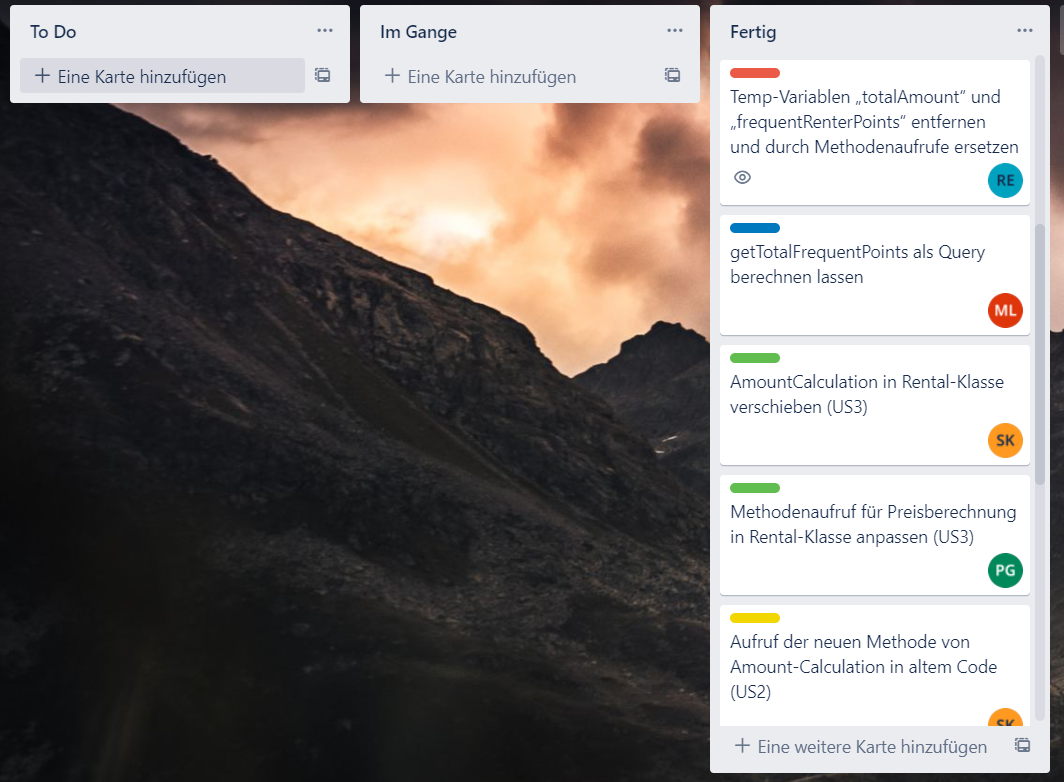 To Do
Eine Karte hinzufügen
Im Gange
Eine Karte hinzufügen
Fertig
Temp-Variablen „totalAmount“ und
„frequentRenterPoints“ entfernen
und durch Methodenaufrufe ersetzen
RE
getTotalFrequentPoints als Query
berechnen lassen
ML
AmountCalculation in Rental-Klasse
verschieben (US3)
SK
Methodenaufruf für Preisberechnung
in Rental-Klasse anpassen (US3)
PG
Aufruf der neuen Methode von
Amount-Calculation in altem Code
(US2)
SK
Eine weitere Karte hinzufügen